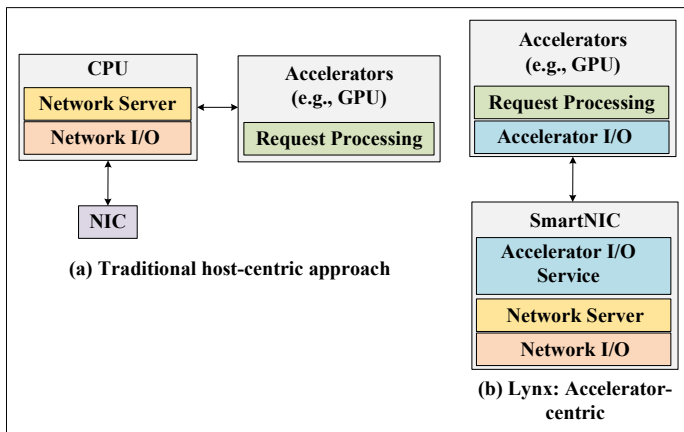 CPU
Network Server
Network I/O
NIC
Accelerators
(e.g., GPU)
Request Processing
(a) Traditional host-centric approach
Accelerators
(e.g., GPU)
Request Processing
Accelerator I/O
SmartNIC
Accelerator I/O
Service
Network Server
Network I/O
(b) Lynx: Accelerator-
centric